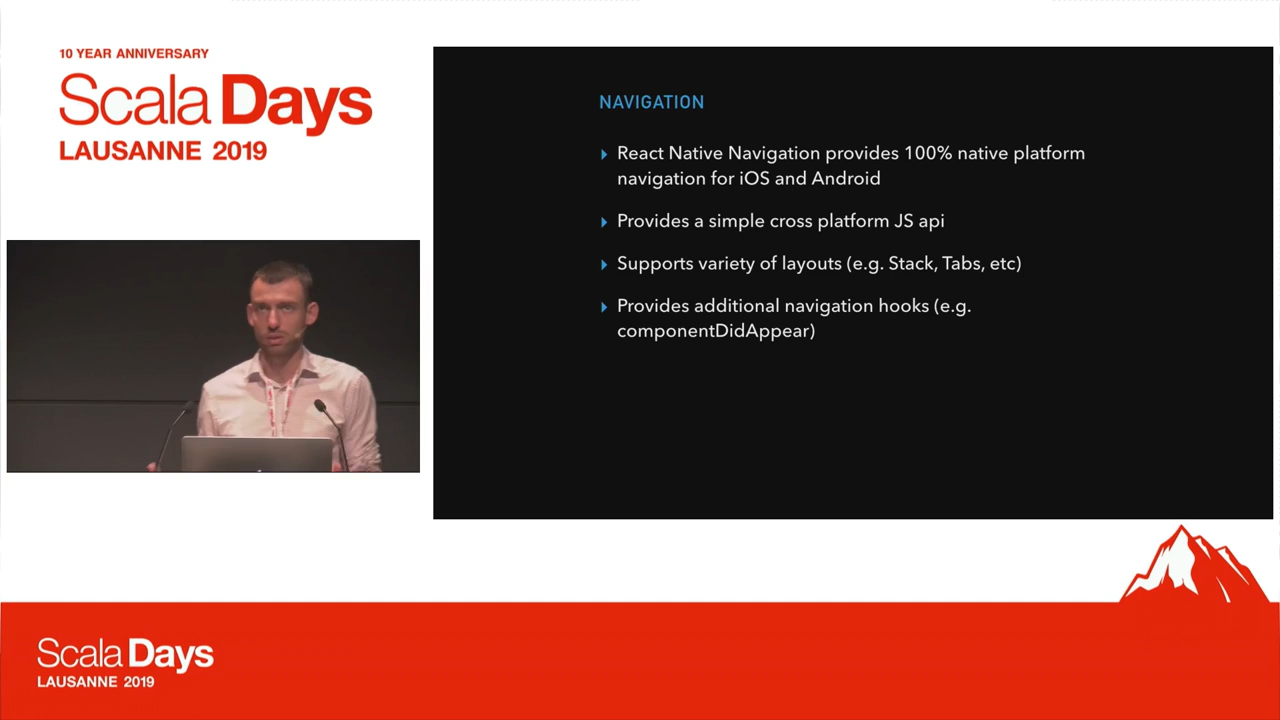 10 YEAR ANNIVERSARY
Scala Days
LAUSANNE 2019
NAVIGATION
React Native Navigation provides 100% native platform
navigation for iOS and Android
Provides a simple cross platform JS api
Supports variety of layouts (e.g. Stack, Tabs, etc)
Provides additional navigation hooks (e.g.
componentDidAppear)
Scala Days
LAUSANNE 2019